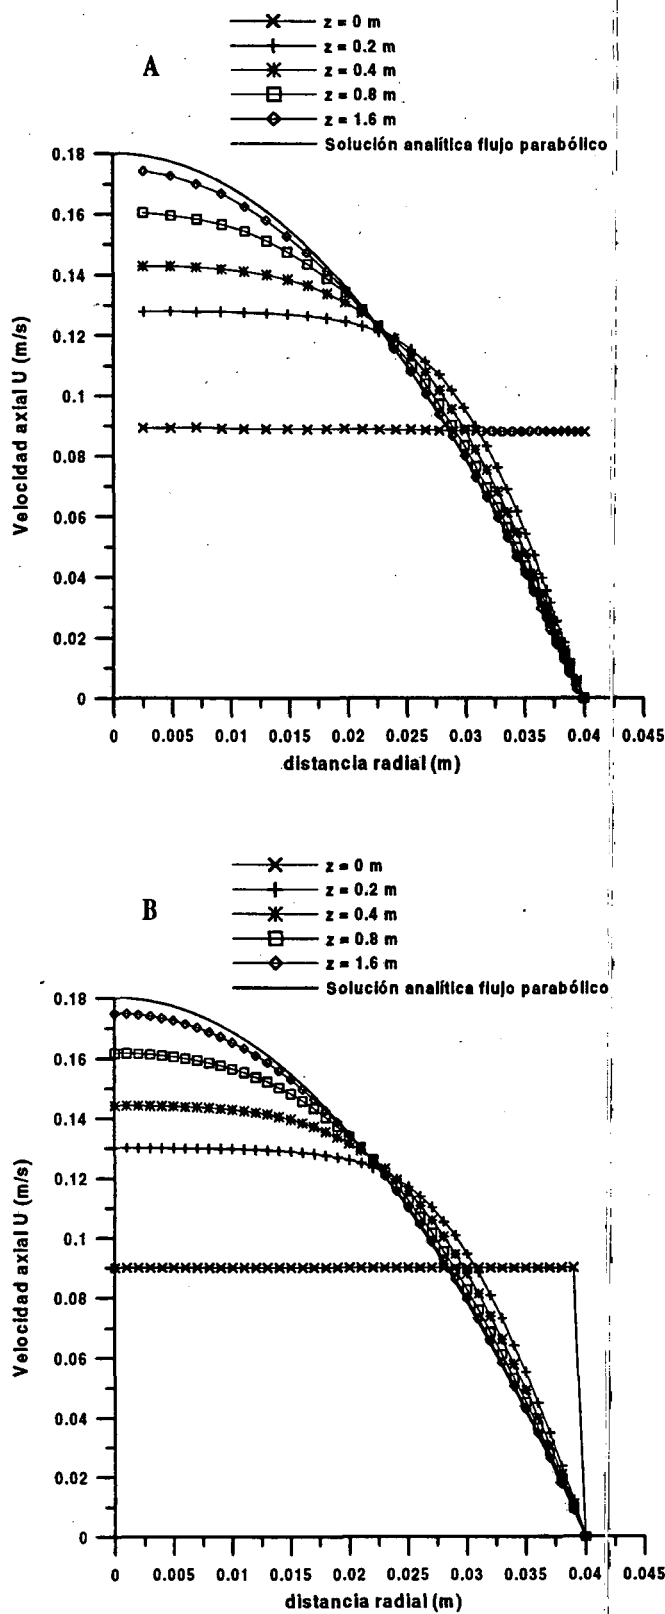 A
z = 0 m
z = 0.2 m
z = 0.4 m
z = 0.8 m
z = 1.6 m
Solución analítica flujo parabólico
0.18
0.16
0.14
0.12
0.1
0.08
0.06
0.04
0.02
0
Velocidad axial U (m/s)
0 0.005 0.01 0.015 0.02 0.025 0.03 0.035 0.04 0.045
distancia radial (m)
B
z = 0 m
z = 0.2 m
z = 0.4 m
z = 0.8 m
z = 1.6 m
Solución analítica flujo parabólico
0.18
0.16
0.14
0.12
0.1
0.08
0.06
0.04
0.02
0
Velocidad axial U (m/s)
0 0.005 0.01 0.015 0.02 0.025 0.03 0.035 0.04 0.045
distancia radial (m)